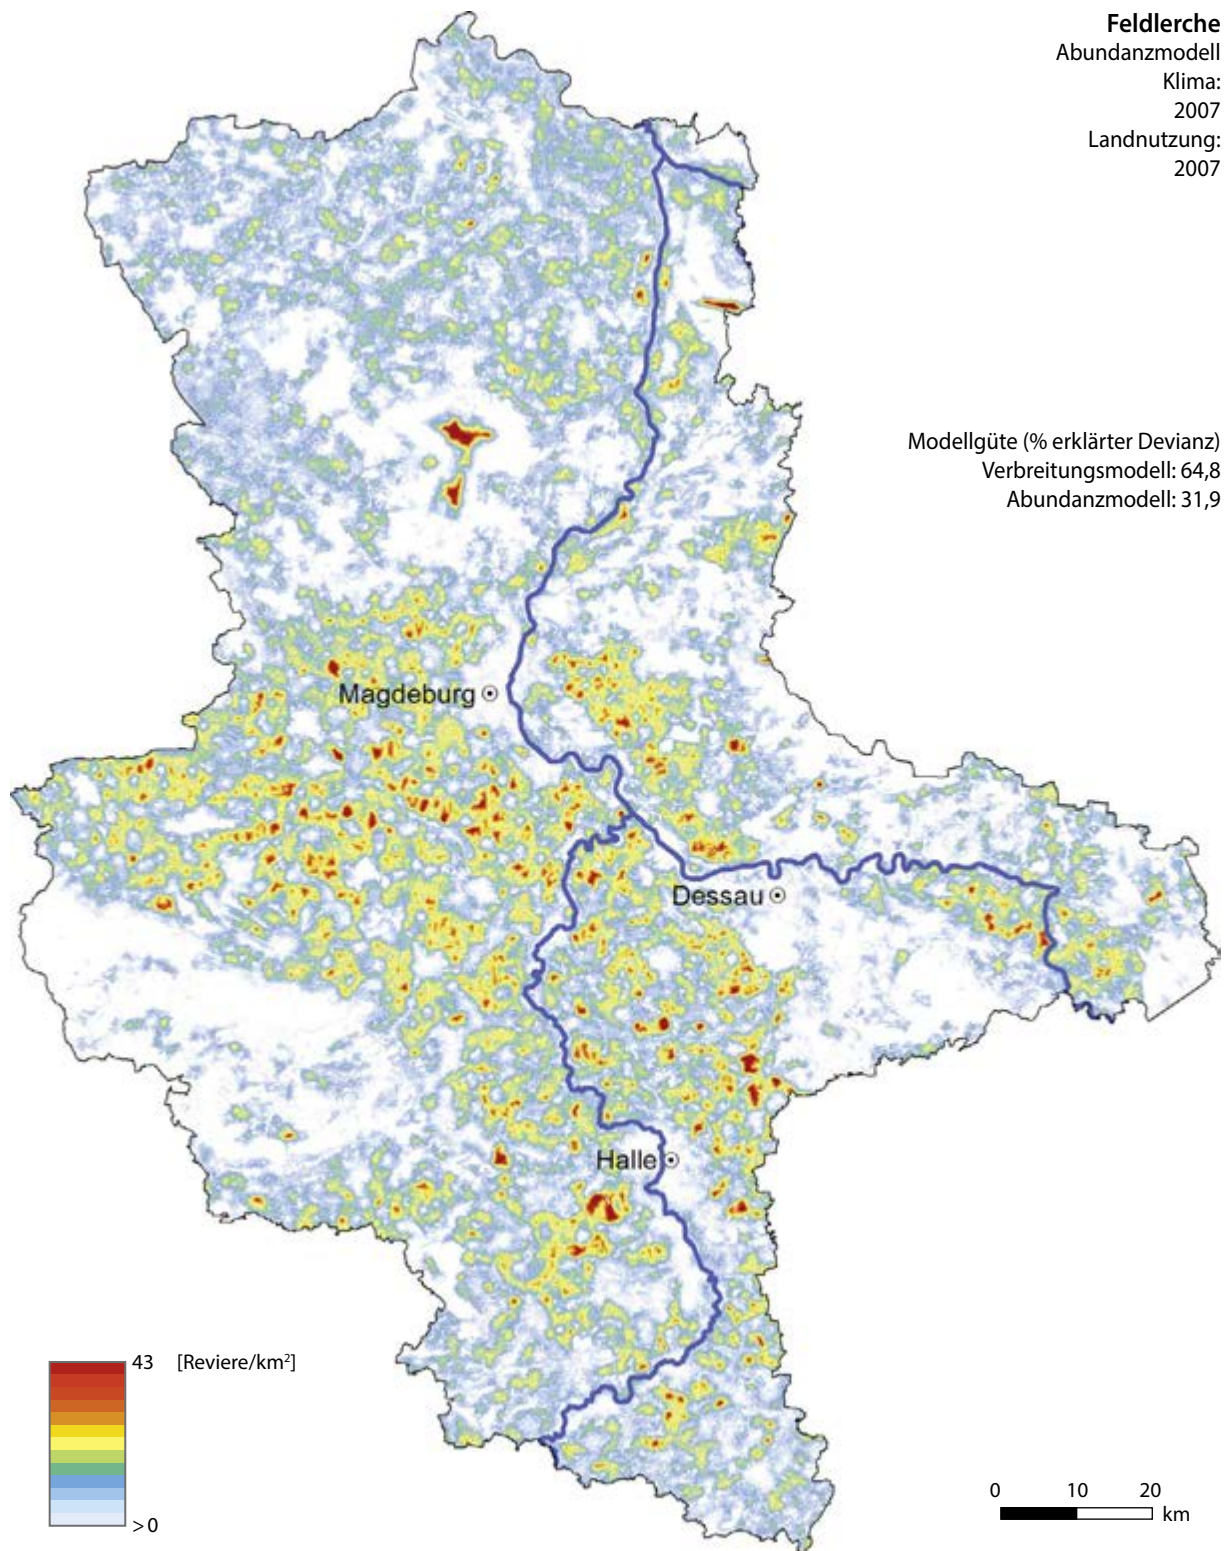 Feldlerche
Abundanzmodell
Klima:
2007
Landnutzung:
2007
Modellgüte (% erklärter Devianz)
Verbreitungsmodell: 64,8
Abundanzmodell: 31,9
Magdeburg
Dessau
Halle
43 [Reviere/km²]
>0
0 10 20
km